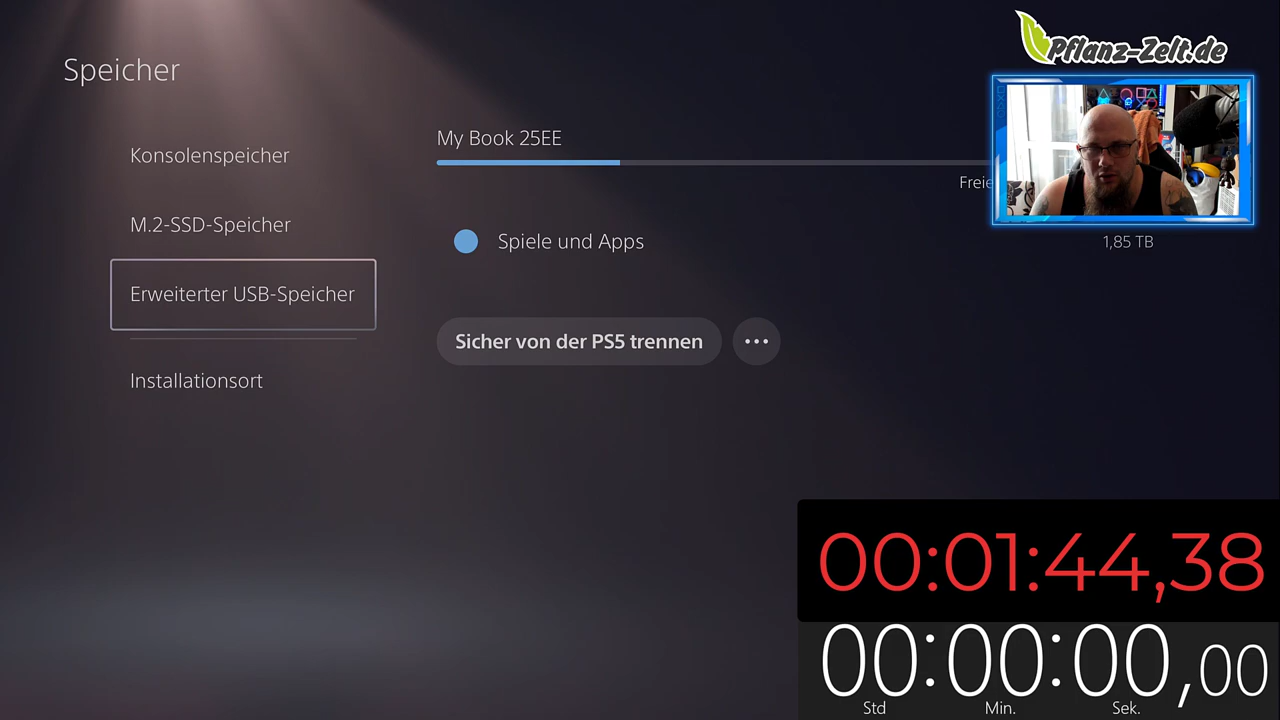 Speicher
Pflanz-Zelt.de
Konsolenspeicher
M.2-SSD-Speicher
Erweiterter USB-Speicher
Installationsort
My Book 25EE
Freie
Spiele und Apps
1,85 TB
Sicher von der PS5 trennen
00:01:44,38
00:00:00,00
Std Min. Sek.